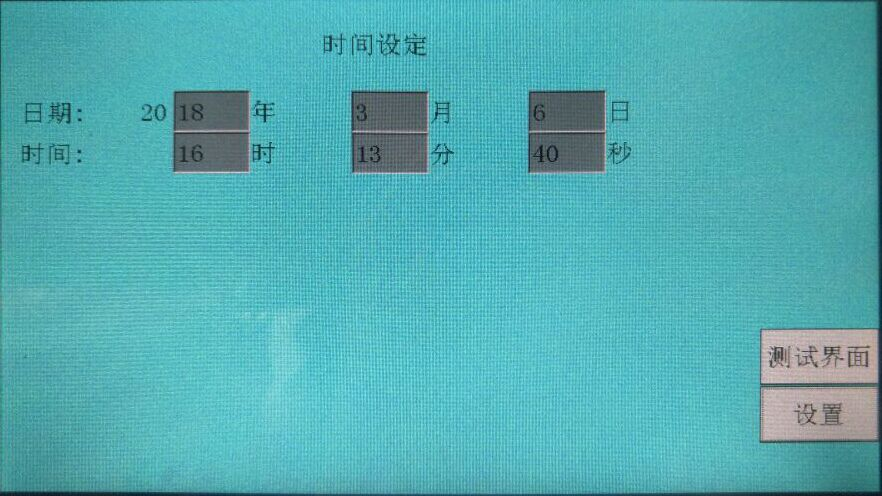 时间设定
日期: 20 18 年 3 月 6 日
时间: 16 时 13 分 40 秒
测试界面
设置